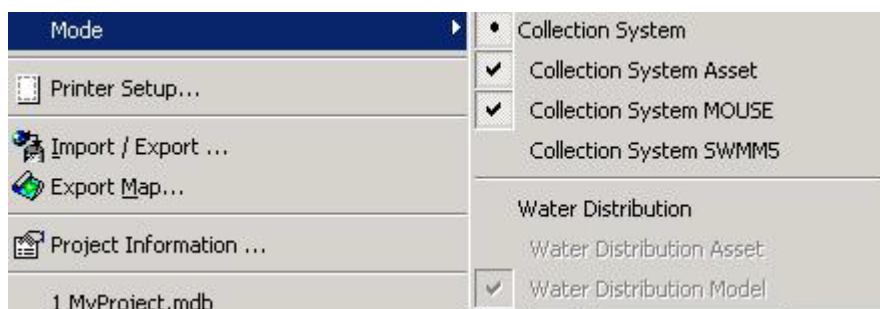 Mode
Printer Setup...
Import / Export ...
Export Map...
Project Information ...
1 MyProject.mdb
Collection System
Collection System Asset
Collection System MOUSE
Collection System SWMM5
Water Distribution
Water Distribution Asset
Water Distribution Model